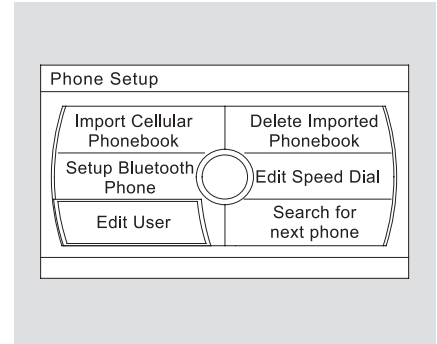 Phone Setup
Import Cellular
Phonebook
Delete Imported
Phonebook
Setup Bluetooth
Phone
Edit Speed Dial
Edit User
Search for
next phone